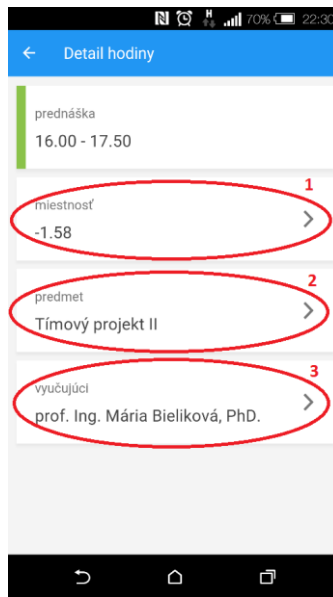 H
70% 22:30
Detail hodiny
prednáška
16.00 - 17.50
1
miestnosť
-1.58
2
predmet
Tímový projekt II
3
vyučujúci
prof. Ing. Mária Bieliková, PhD.